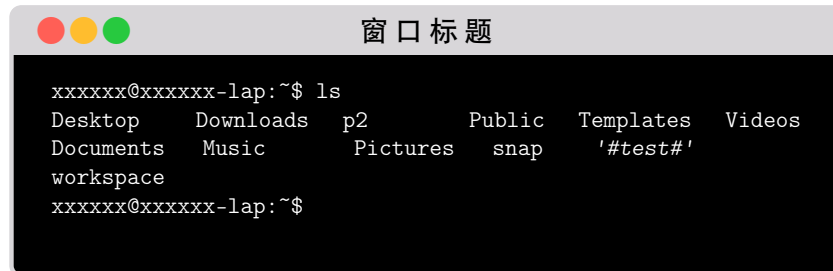 窗口标题
xxxxxx@xxxxxx-lap:~$ ls
Desktop Downloads p2 Public Templates Videos
Documents Music Pictures snap '#test#'
workspace
xxxxxx@xxxxxx-lap:~$